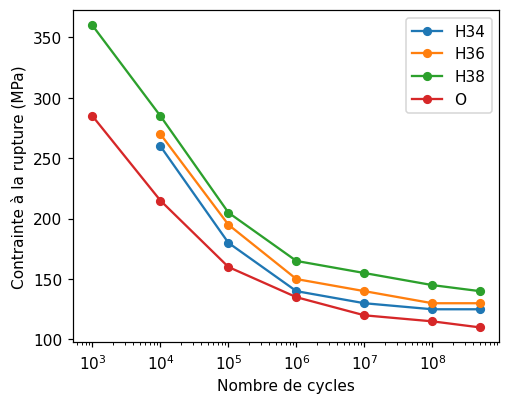 H34
H36
H38
O
Contrainte à la rupture (MPa)
350
300
250
200
150
100
10³
10⁴
10⁵
10⁶
10⁷
10⁸
Nombre de cycles